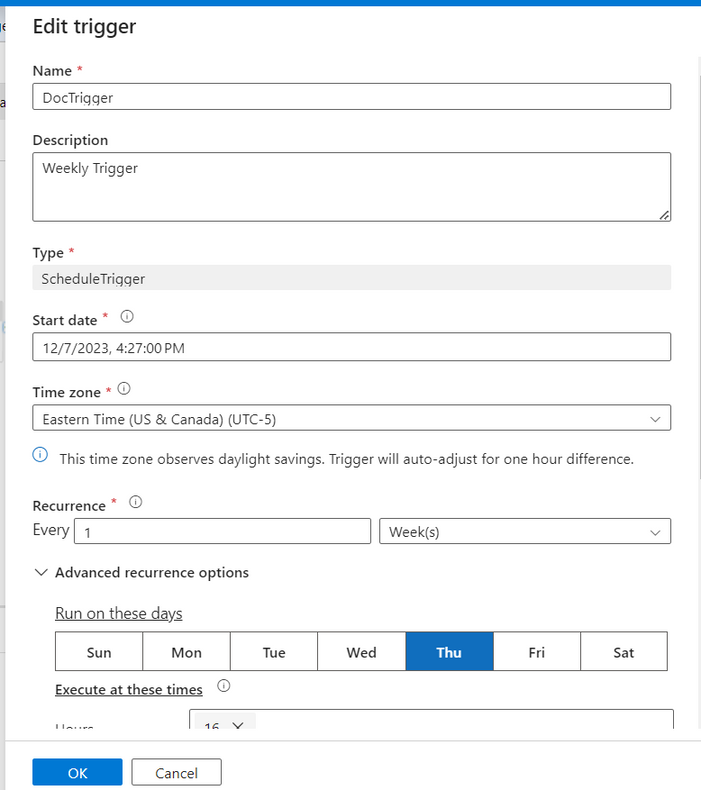 Edit trigger
Name *
DocTrigger
Description
Weekly Trigger
Type *
ScheduleTrigger
Start date *
12/7/2023, 4:27:00 PM
Time zone *
Eastern Time (US & Canada) (UTC-5)
This time zone observes daylight savings. Trigger will auto-adjust for one hour difference.
Recurrence *
Every 1 Week(s)
Advanced recurrence options
Run on these days
Sun Mon Tue Wed Thu Fri Sat
Execute at these times
Hours 16
OK Cancel